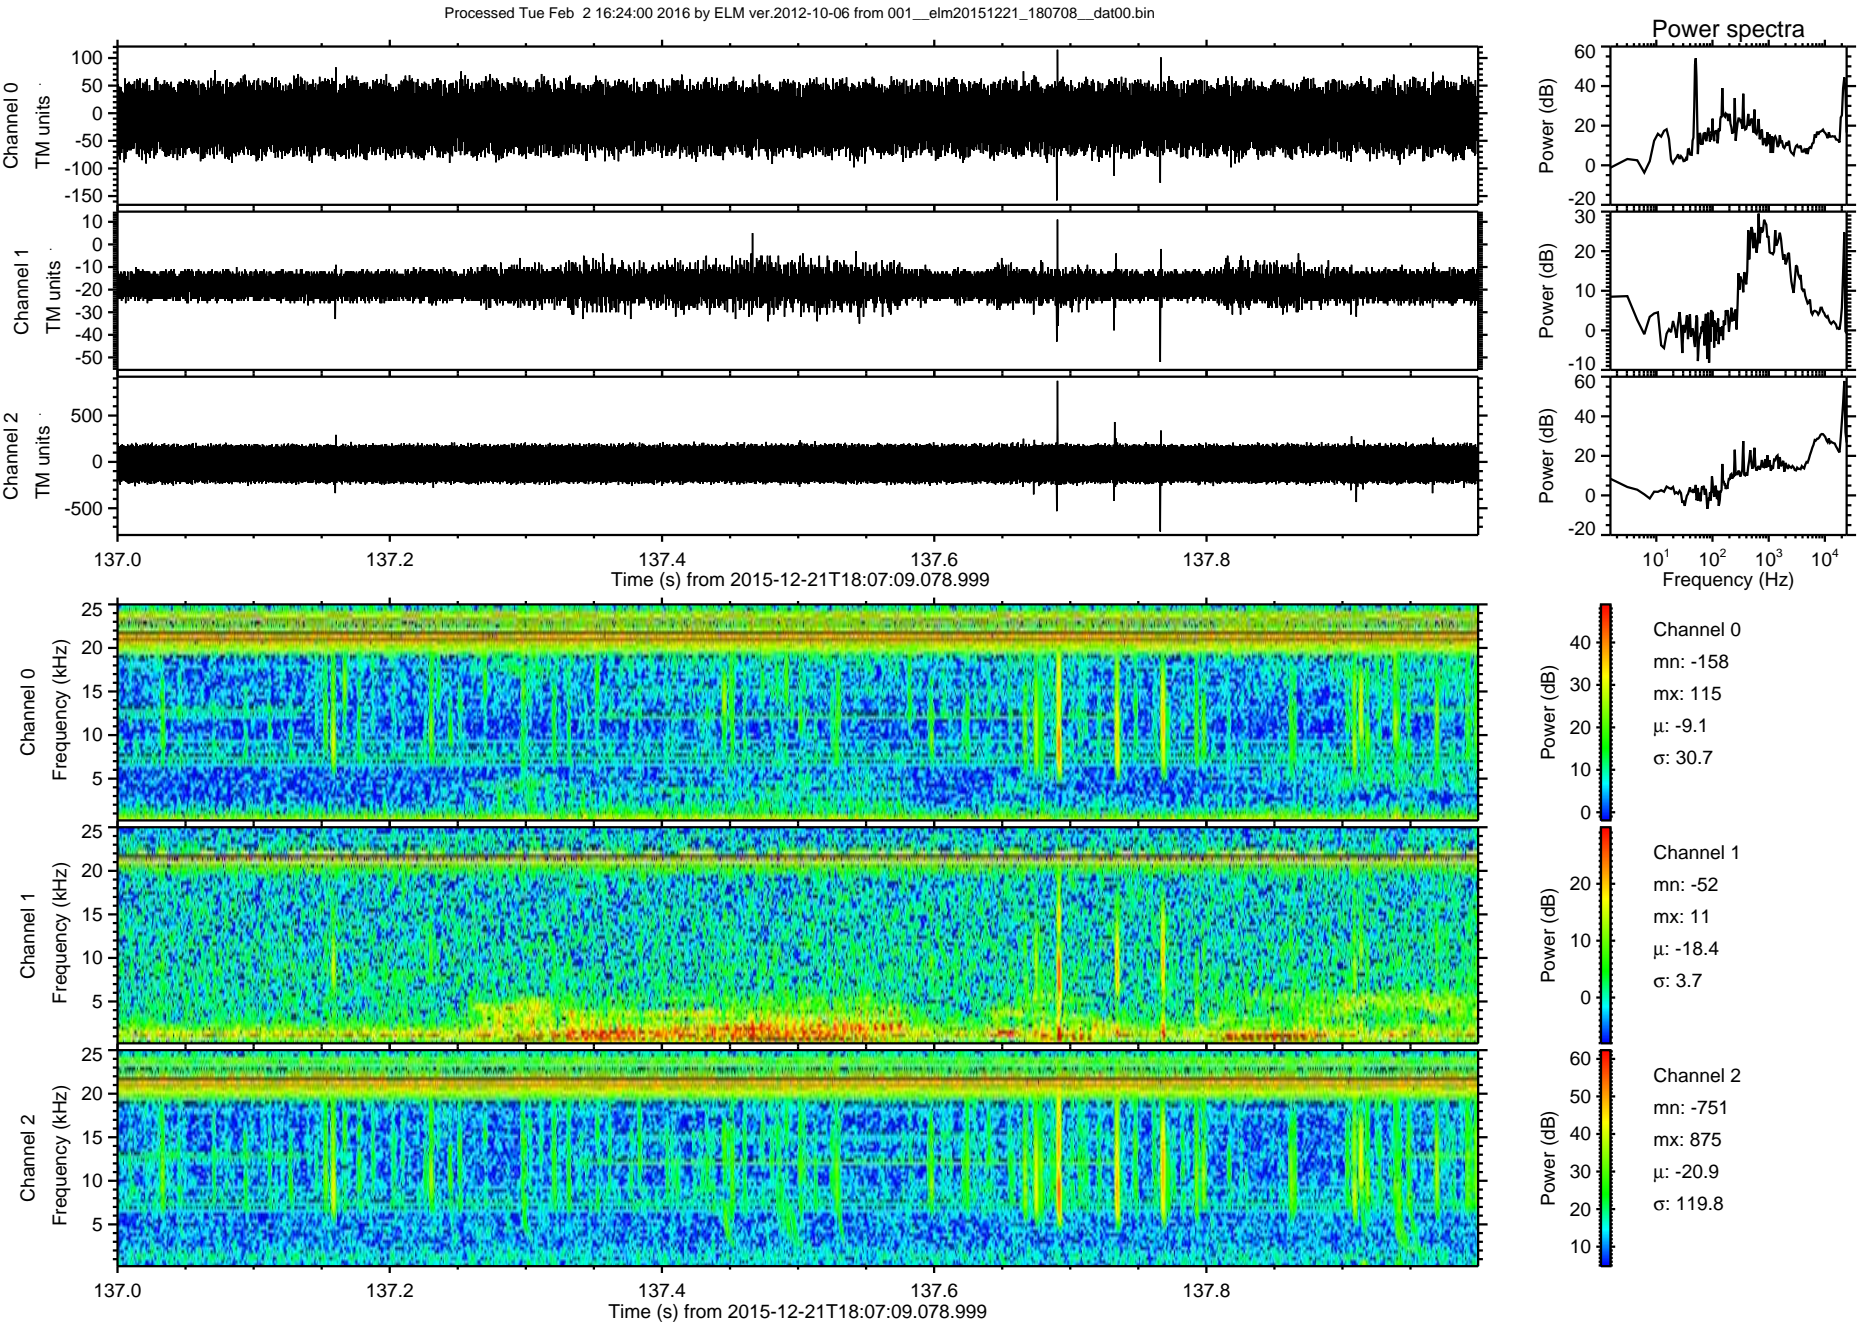 Processed Tue Feb  2 16:24:00 2016 by ELM ver.2012-10-06 from 001__elm20151221_180708__dat00.bin
Power spectra
Channel 0
TM units
100
50
0
-50
-100
-150
Power (dB)
60
40
20
0
-20
Channel 1
TM units
10
0
-10
-20
-30
-40
-50
Power (dB)
30
20
10
0
-10
Channel 2
TM units
500
0
-500
Power (dB)
60
40
20
0
-20
137.0
137.2
137.4
137.6
137.8
Time (s) from 2015-12-21T18:07:09.078.999
10^1
10^2
10^3
10^4
Frequency (Hz)
Channel 0
Frequency (kHz)
25
20
15
10
5
Power (dB)
40
30
20
10
0
Channel 0
mn: -158
mx: 115
μ: -9.1
σ: 30.7
Channel 1
Frequency (kHz)
25
20
15
10
5
Power (dB)
20
10
0
Channel 1
mn: -52
mx: 11
μ: -18.4
σ: 3.7
Channel 2
Frequency (kHz)
25
20
15
10
5
Power (dB)
60
50
40
30
20
10
Channel 2
mn: -751
mx: 875
μ: -20.9
σ: 119.8
137.0
137.2
137.4
137.6
137.8
Time (s) from 2015-12-21T18:07:09.078.999